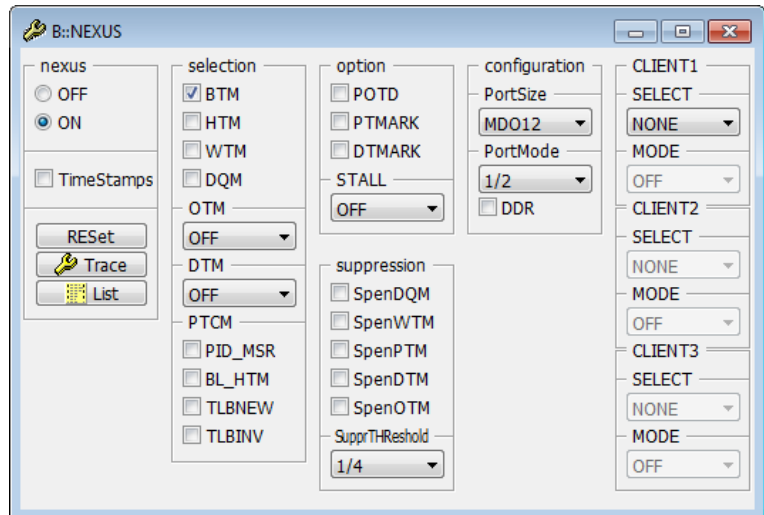 B::NEXUS
nexus
OFF
ON
TimeStamps
RESet
Trace
List
selection
BTM
HTM
WTM
DQM
OTM
OFF
DTM
OFF
PTCM
PID_MSR
BL_HTM
TLBNEW
TLBINV
option
POTD
PTMARK
DTMARK
STALL
OFF
suppression
SpenDQM
SpenWTM
SpenPTM
SpenDTM
SpenOTM
SupprTHReshold
1/4
configuration
PortSize
MDO12
PortMode
1/2
DDR
CLIENT1
SELECT
NONE
MODE
OFF
CLIENT2
SELECT
NONE
MODE
OFF
CLIENT3
SELECT
NONE
MODE
OFF